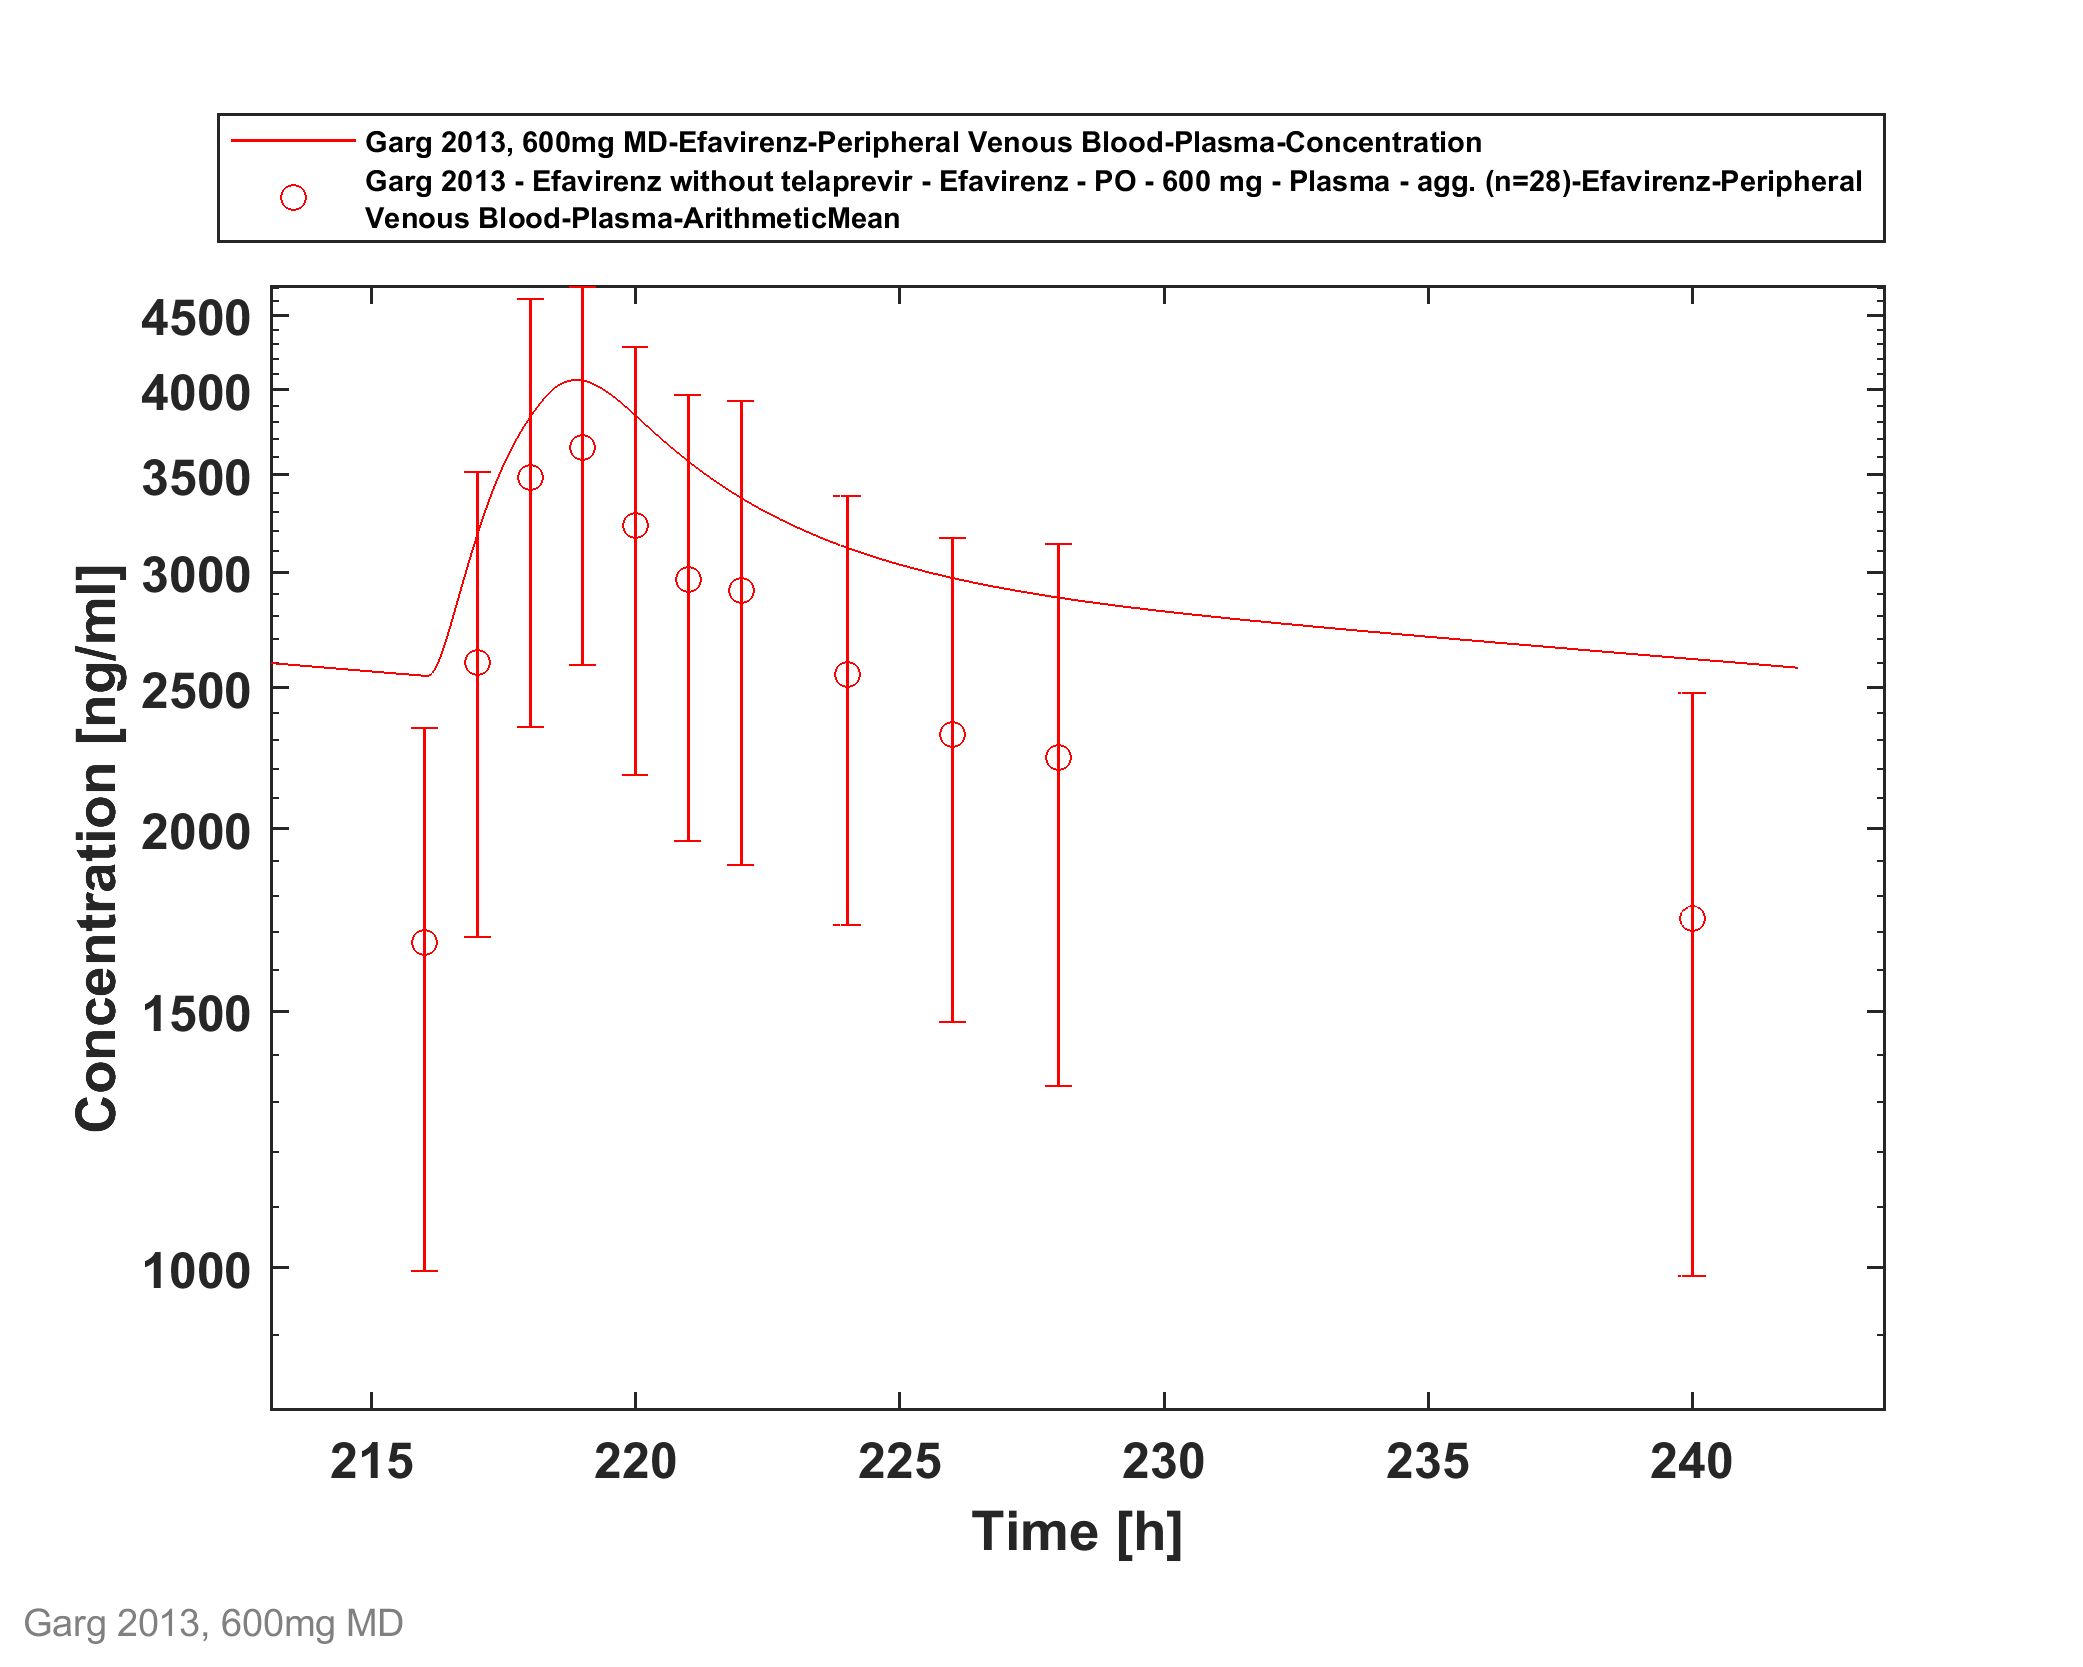 Garg 2013, 600mg MD-Efavirenz-Peripheral Venous Blood-Plasma-Concentration
Garg 2013 - Efavirenz without telaprevir - Efavirenz - PO - 600 mg - Plasma - agg. (n=28)-Efavirenz-Peripheral
Venous Blood-Plasma-ArithmeticMean
4500
4000
3500
3000
2500
2000
1500
1000
Concentration [ng/ml]
215 220 225 230 235 240
Time [h]
Garg 2013, 600mg MD